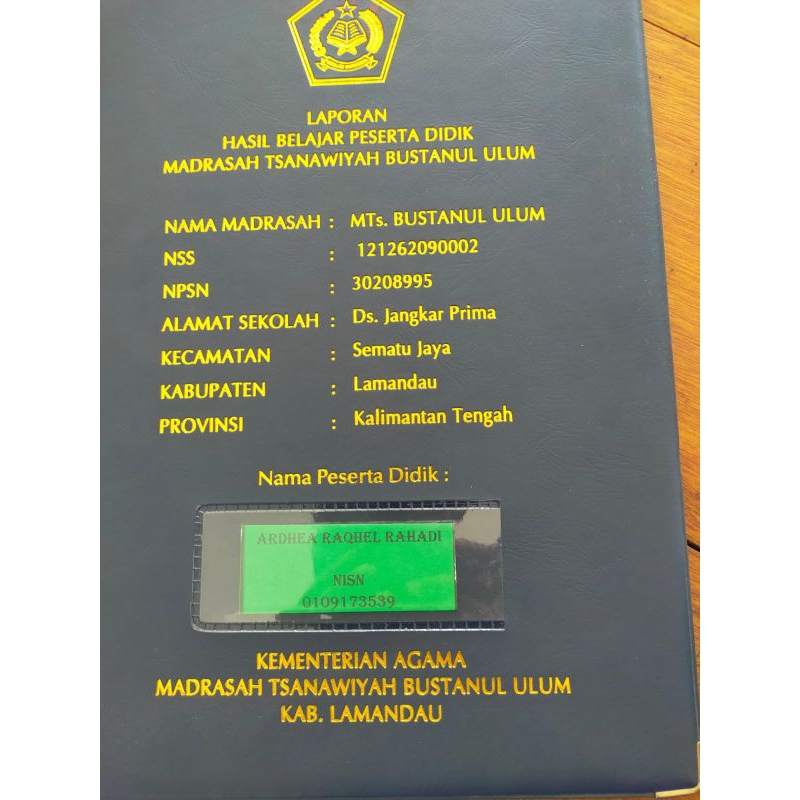 LAPORAN
HASIL BELAJAR PESERTA DIDIK
MADRASAH TSANAWIYAH BUSTANUL ULUM
NAMA MADRASAH : MTs. BUSTANUL ULUM
NSS : 121262090002
NPSN : 30208995
ALAMAT SEKOLAH : Ds. Jangkar Prima
KECAMATAN : Sematu Jaya
KABUPATEN : Lamandau
PROVINSI : Kalimantan Tengah
Nama Peserta Didik :
ARDHEA RAQHEL RAHADI
NISN
0109173539
KEMENTERIAN AGAMA
MADRASAH TSANAWIYAH BUSTANUL ULUM
KAB. LAMANDAU